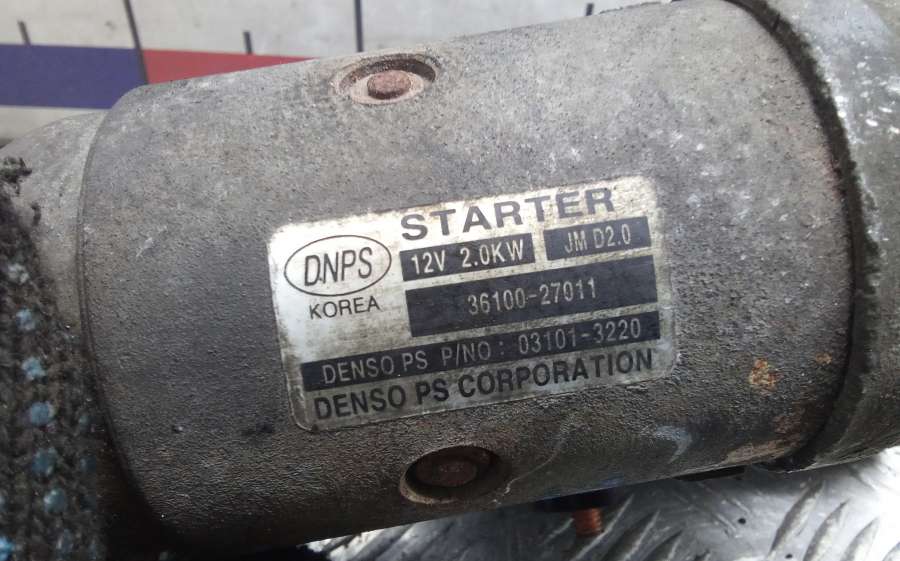 STARTER
DNPS
KOREA
12V 2.0KW
JM D2.0
36100-27011
DENSO PS P/NO : 03101-3220
DENSO PS CORPORATION